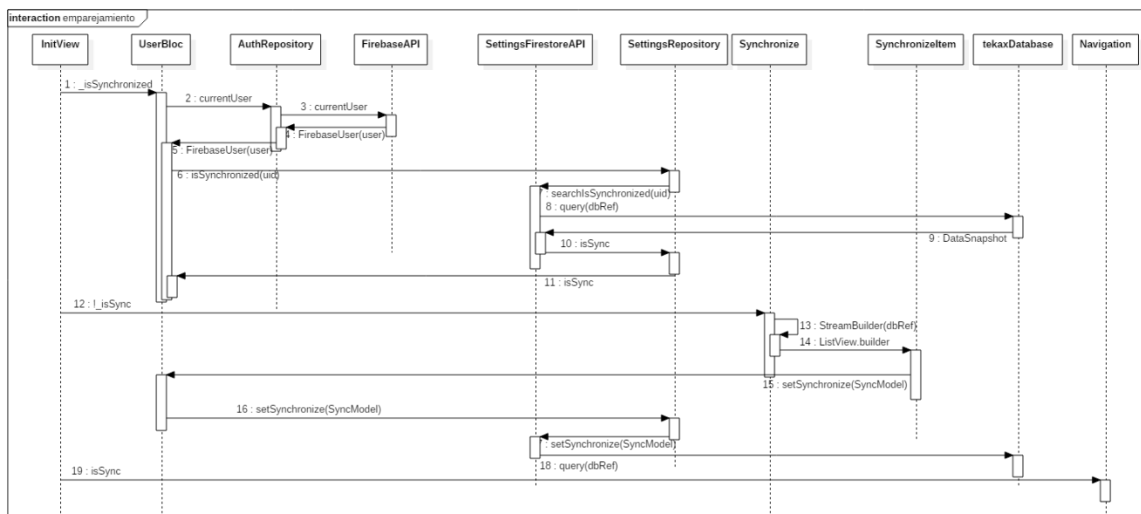 interaction emparejamiento
InitView
UserBloc
AuthRepository
FirebaseAPI
SettingsFirestoreAPI
SettingsRepository
Synchronize
SynchronizeItem
tekaxDatabase
Navigation
1 : _isSynchronized
2 : currentUser
3 : currentUser
: FirebaseUser(user)
5 : FirebaseUser(user)
6 : isSynchronized(uid)
: searchIsSynchronized(uid)
8 : query(dbRef)
9 : DataSnapshot
10 : isSync
11 : isSync
12 : !_isSync
13 : StreamBuilder(dbRef)
14 : ListView.builder
15 : setSynchronize(SyncModel)
16 : setSynchronize(SyncModel)
: setSynchronize(SyncModel)
18 : query(dbRef)
19 : isSync